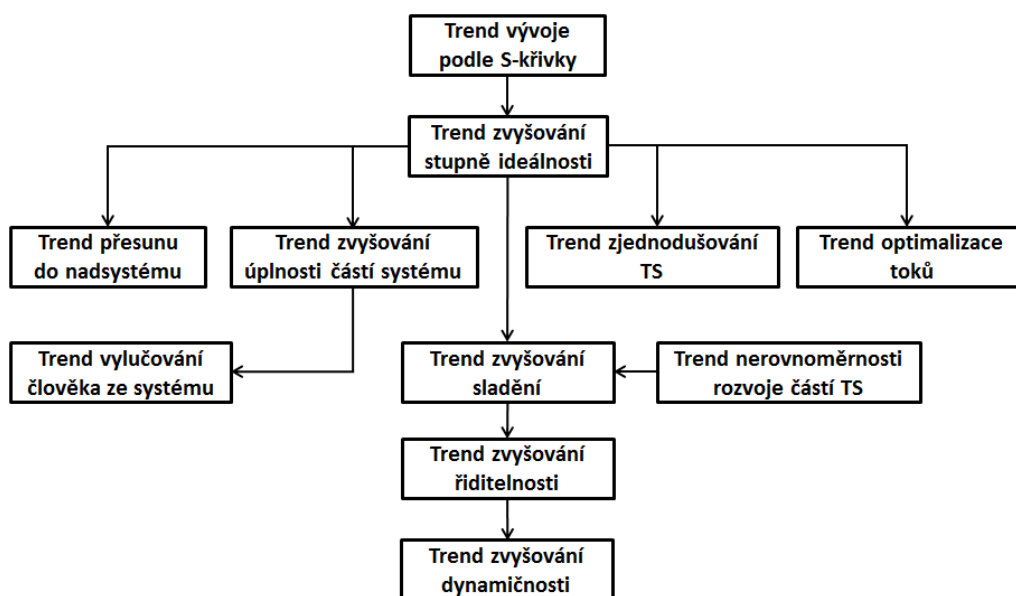 Trend vývoje
podle S-křivky
Trend zvyšování
stupně ideálnosti
Trend přesunu
do nadsystému
Trend zvyšování
úplnosti částí systému
Trend zjednodušování
TS
Trend optimalizace
toků
Trend vylučování
člověka ze systému
Trend zvyšování
sladění
Trend nerovnoměrnosti
rozvoje částí TS
Trend zvyšování
řiditelnosti
Trend zvyšování
dynamičnosti